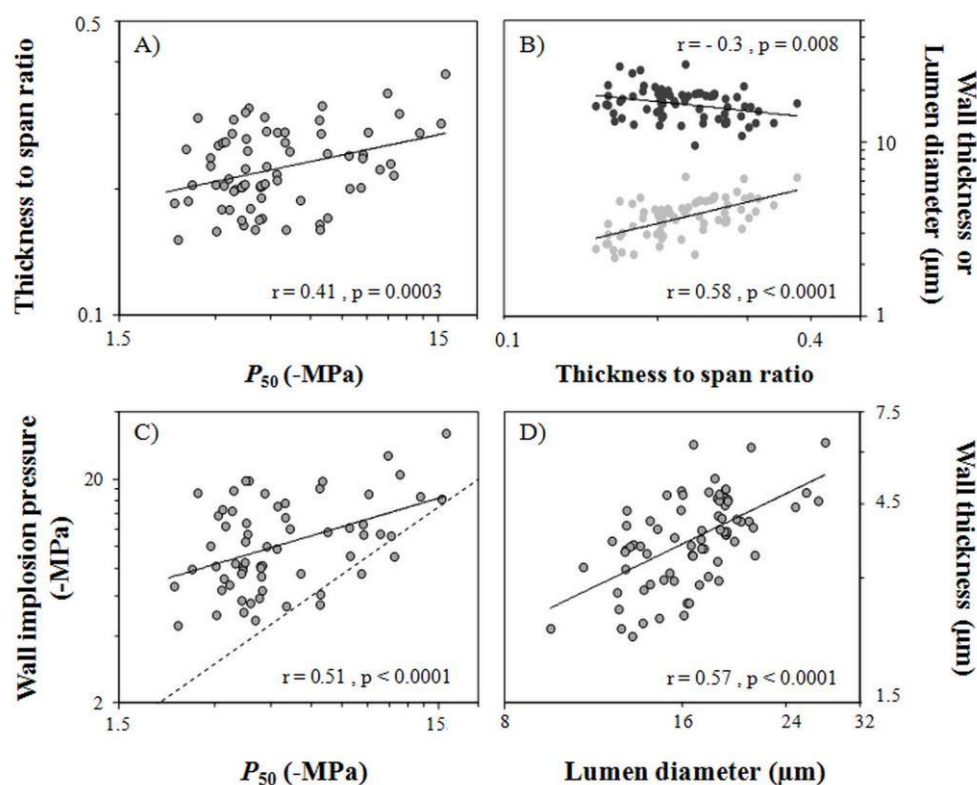 A)
Thickness to span ratio
0.5
0.1
1.5
15
r = 0.41 , p = 0.0003
P50 (-MPa)
B)
r = - 0.3 , p = 0.008
r = 0.58 , p < 0.0001
0.1
0.4
10
1
Thickness to span ratio
Wall thickness or
Lumen diameter (µm)
C)
Wall implosion pressure
(-MPa)
20
2
1.5
15.
r = 0.51 , p < 0.0001
P50 (-MPa)
D)
7.5
4.5
1.5
r = 0.57 , p < 0.0001
8
16
24
32
Lumen diameter (µm)
Wall thickness (µm)